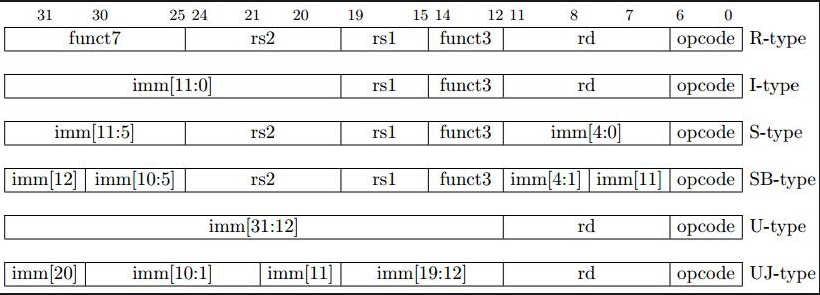 31 30 25 24 21 20 19 15 14 12 11 8 7 6 0
funct7 rs2 rs1 funct3 rd opcode R-type
imm[11:0] rs1 funct3 rd opcode I-type
imm[11:5] rs2 rs1 funct3 imm[4:0] opcode S-type
imm[12] imm[10:5] rs2 rs1 funct3 imm[4:1] imm[11] opcode SB-type
imm[31:12] rd opcode U-type
imm[20] imm[10:1] imm[11] imm[19:12] rd opcode UJ-type